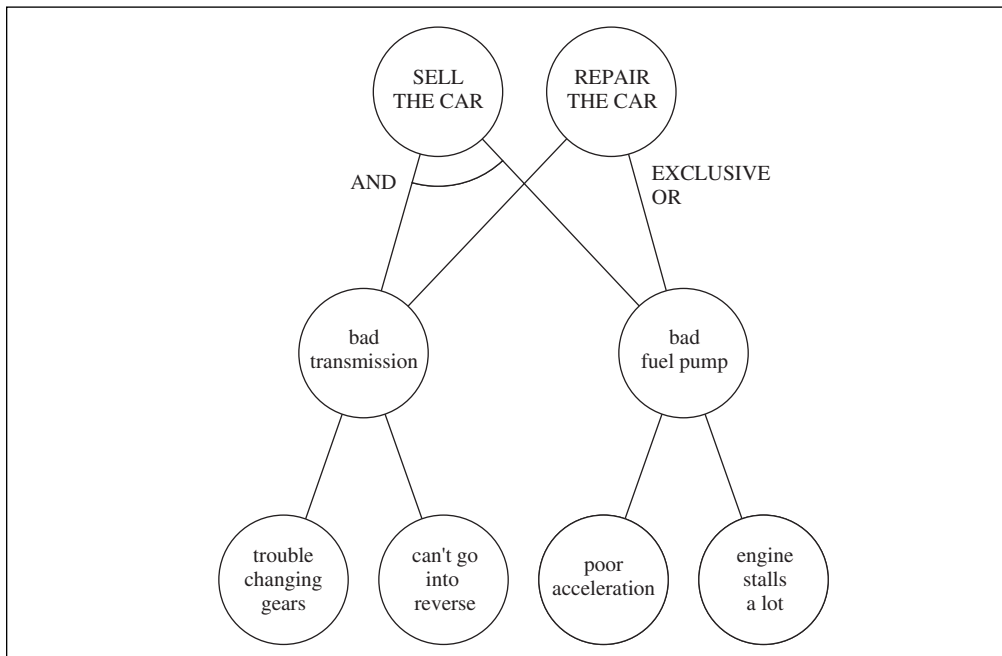 SELL
THE CAR
REPAIR
THE CAR
AND
EXCLUSIVE
OR
bad
transmission
bad
fuel pump
trouble
changing
gears
can't go
into
reverse
poor
acceleration
engine
stalls
a lot